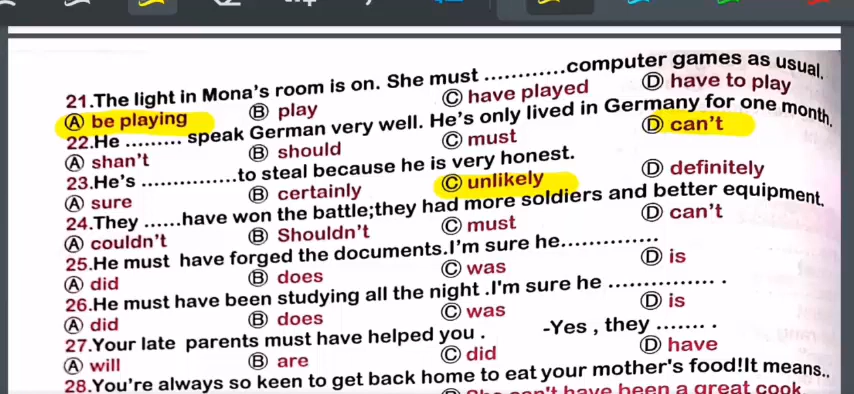 21.The light in Mona's room is on. She must ............computer games as usual.
Ⓐ be playing Ⓑ play Ⓒ have played Ⓓ have to play
22.He ......... speak German very well. He's only lived in Germany for one month.
Ⓐ shan't Ⓑ should Ⓒ must Ⓓ can't
23.He's ...............to steal because he is very honest.
Ⓐ sure Ⓑ certainly Ⓒ unlikely Ⓓ definitely
24.They ......have won the battle;they had more soldiers and better equipment.
Ⓐ couldn't Ⓑ Shouldn't Ⓒ must Ⓓ can't
25.He must have forged the documents.I'm sure he...............
Ⓐ did Ⓑ does Ⓒ was Ⓓ is
26.He must have been studying all the night .I'm sure he ............... .
Ⓐ did Ⓑ does Ⓒ was Ⓓ is
27.Your late parents must have helped you . -Yes , they ....... .
Ⓐ will Ⓑ are Ⓒ did Ⓓ have
28.You're always so keen to get back home to eat your mother's food!It means..
have been a great cook